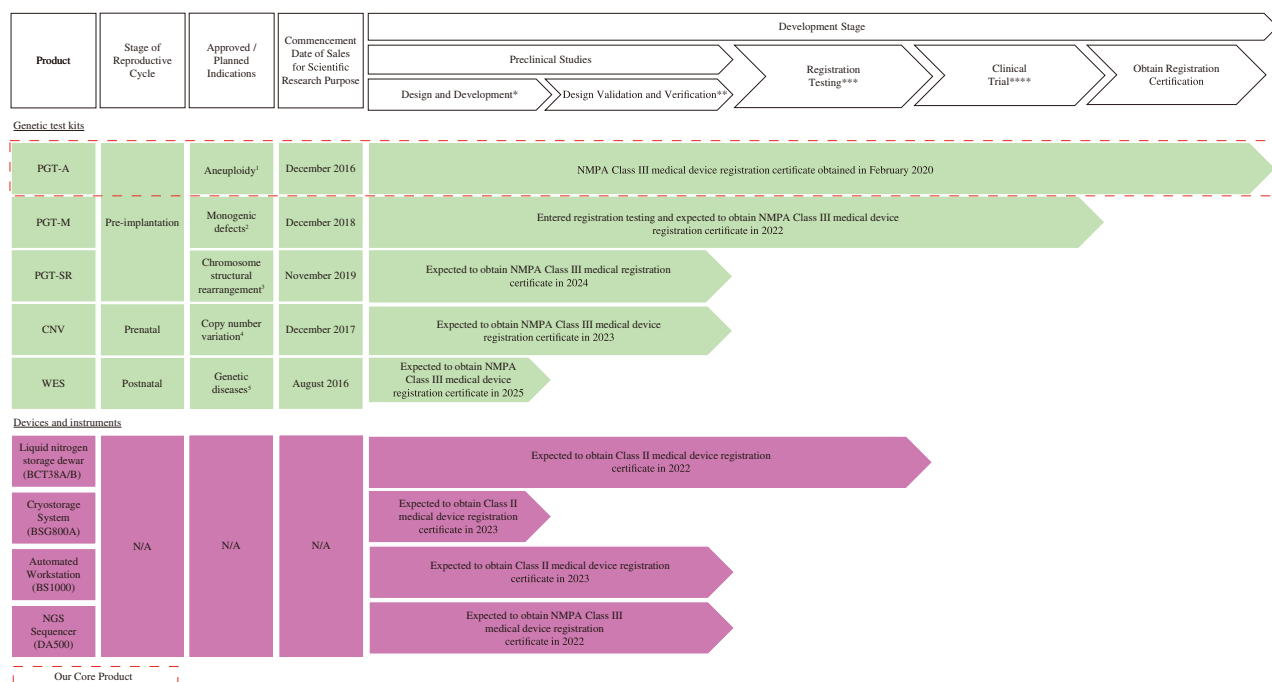 Product
Stage of
Reproductive
Cycle
Approved /
Planned
Indications
Commencement
Date of Sales
for Scientific
Research Purpose
Development Stage
Preclinical Studies
Design and Development*
Design Validation and Verification**
Registration
Testing***
Clinical
Trial****
Obtain Registration
Certification
Genetic test kits
PGT-A
Aneuploidy¹
December 2016
NMPA Class III medical device registration certificate obtained in February 2020
PGT-M
Pre-implantation
Monogenic
defects²
December 2018
Entered registration testing and expected to obtain NMPA Class III medical device
registration certificate in 2022
PGT-SR
Chromosome
structural
rearrangement³
November 2019
Expected to obtain NMPA Class III medical registration
certificate in 2024
CNV
Prenatal
Copy number
variation⁴
December 2017
Expected to obtain NMPA Class III medical device
registration certificate in 2023
WES
Postnatal
Genetic
diseases⁵
August 2016
Expected to obtain NMPA
Class III medical device
registration certificate in 2025
Devices and instruments
Liquid nitrogen
storage dewar
(BCT38A/B)
Expected to obtain Class II medical device registration
certificate in 2022
Cryostorage
System
(BSG800A)
Expected to obtain Class II
medical device registration
certificate in 2023
N/A
N/A
N/A
Automated
Workstation
(BS1000)
Expected to obtain Class II medical device registration
certificate in 2023
NGS
Sequencer
(DA500)
Expected to obtain NMPA Class III
medical device registration
certificate in 2022
Our Core Product